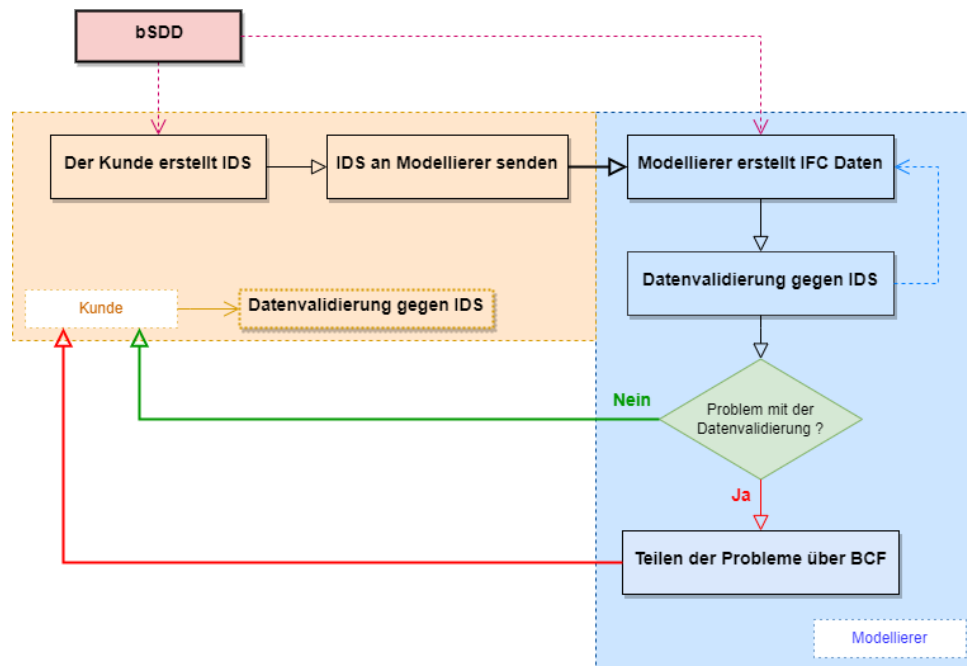 bSDD
Der Kunde erstellt IDS
IDS an Modellierer senden
Modellierer erstellt IFC Daten
Datenvalidierung gegen IDS
Kunde
Datenvalidierung gegen IDS
Nein
Problem mit der
Datenvalidierung ?
Ja
Teilen der Probleme über BCF
Modellierer